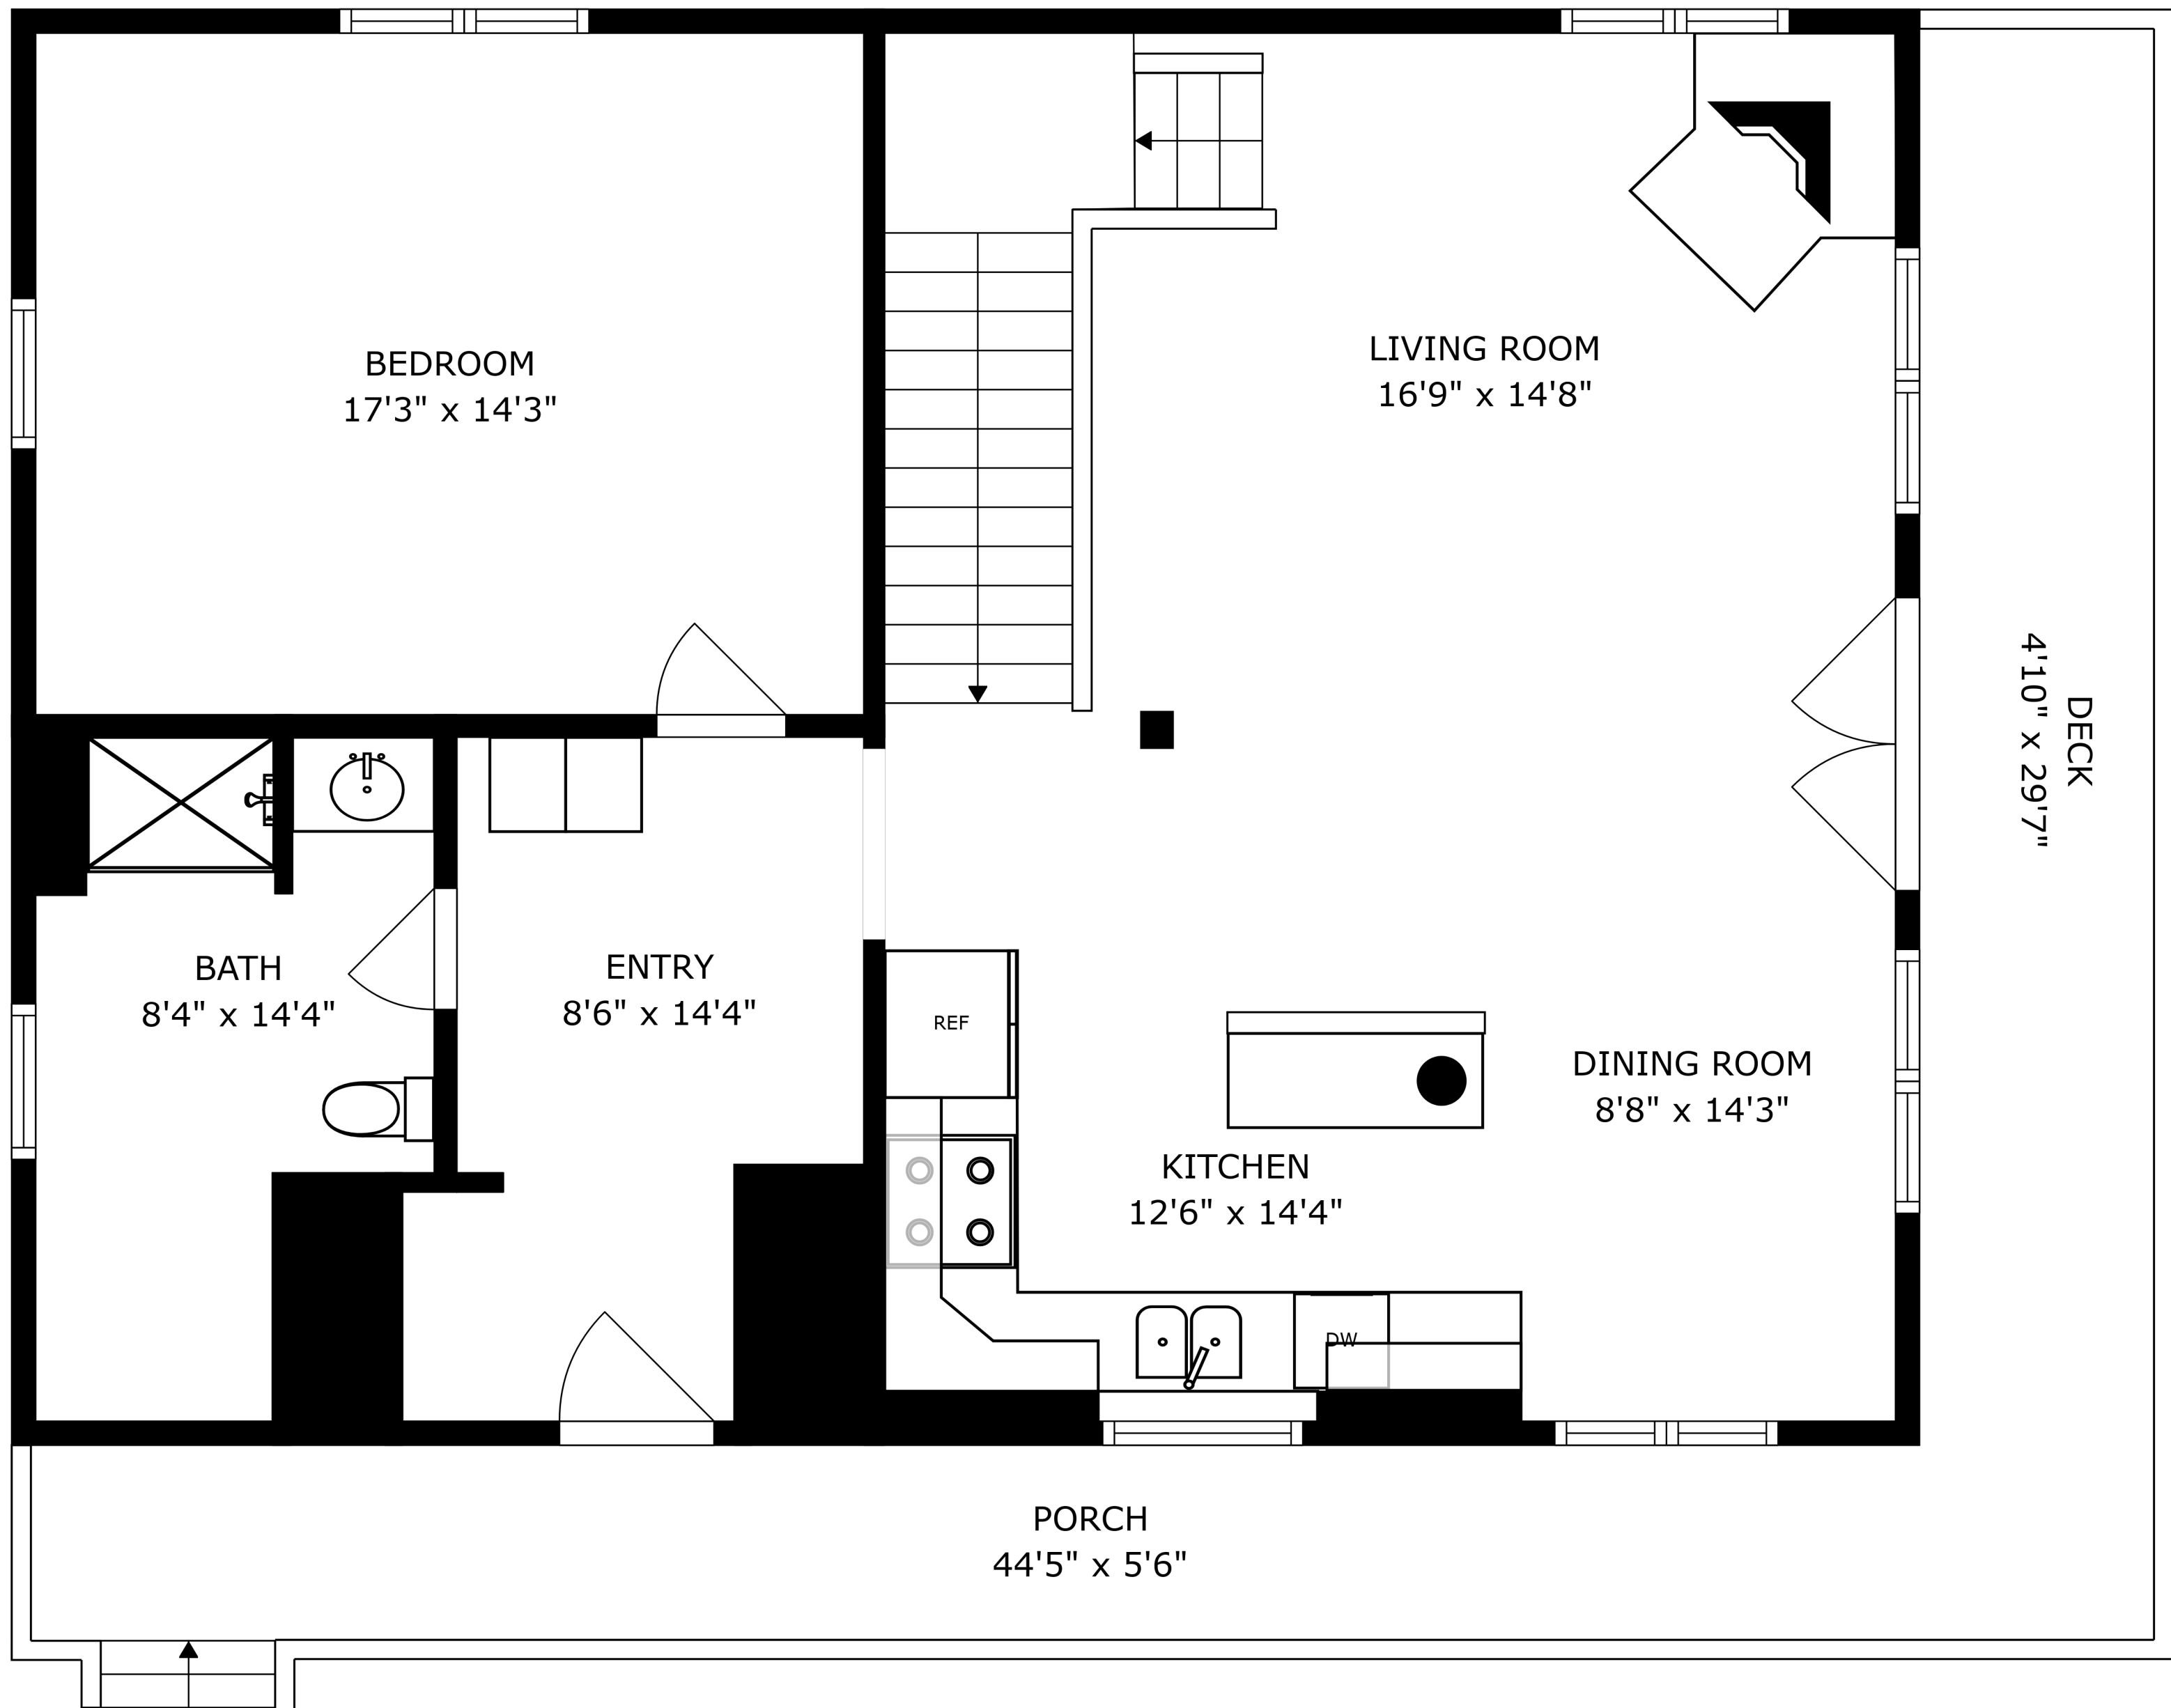 BEDROOM
17'3" x 14'3"
LIVING ROOM
16'9" x 14'8"
DECK
4'10" x 29'7"
BATH
8'4" x 14'4"
ENTRY
8'6" x 14'4"
REF
DINING ROOM
8'8" x 14'3"
KITCHEN
12'6" x 14'4"
DW
PORCH
44'5" x 5'6"